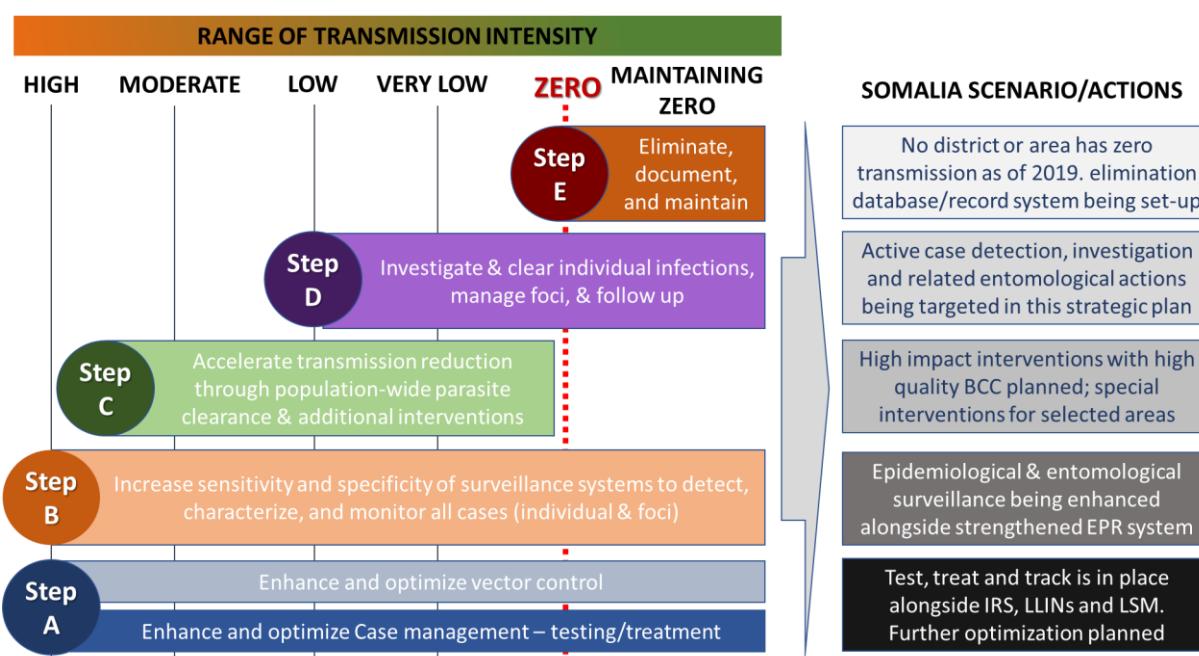 RANGE OF TRANSMISSION INTENSITY
HIGH
MODERATE
LOW
VERY LOW
ZERO
MAINTAINING
ZERO
SOMALIA SCENARIO/ACTIONS
Step
E
Eliminate,
document,
and maintain
No district or area has zero
transmission as of 2019. elimination
database/record system being set-up
Step
D
Investigate & clear individual infections,
manage foci, & follow up
Active case detection, investigation
and related entomological actions
being targeted in this strategic plan
Step
C
Accelerate transmission reduction
through population-wide parasite
clearance & additional interventions
High impact interventions with high
quality BCC planned; special
interventions for selected areas
Step
B
Increase sensitivity and specificity of surveillance systems to detect,
characterize, and monitor all cases (individual & foci)
Epidemiological & entomological
surveillance being enhanced
alongside strengthened EPR system
Step
A
Enhance and optimize vector control
Enhance and optimize Case management – testing/treatment
Test, treat and track is in place
alongside IRS, LLINs and LSM.
Further optimization planned